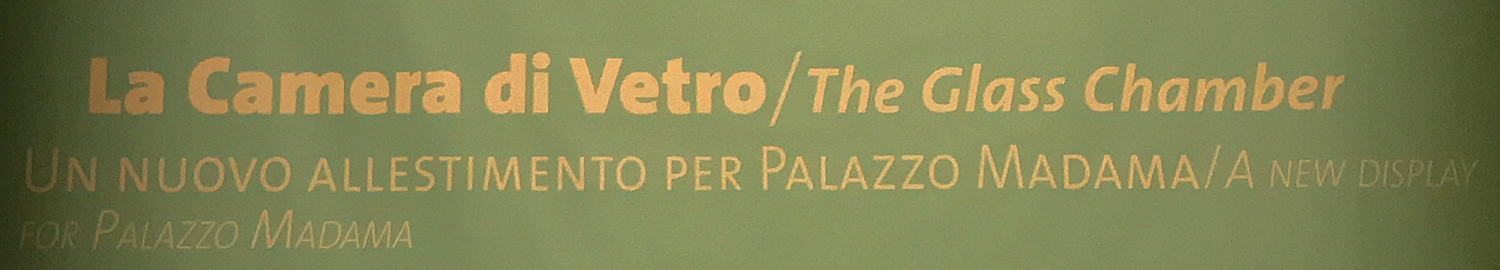 La Camera di Vetro/The Glass Chamber
Un nuovo allestimento per Palazzo Madama/A new display
for Palazzo Madama